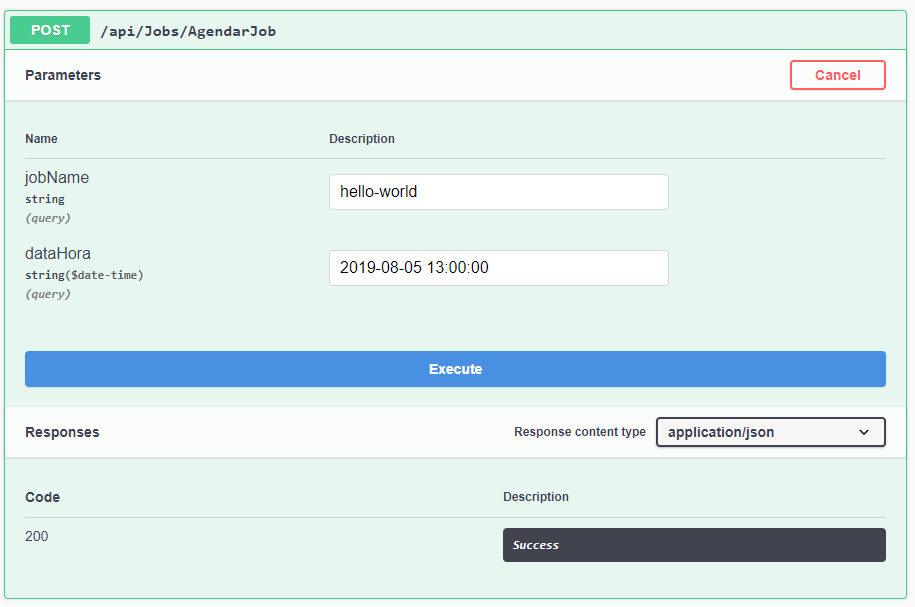 POST /api/Jobs/AgendarJob
Parameters Cancel
Name Description
jobName hello-world
string
(query)
dataHora 2019-08-05 13:00:00
string($date-time)
(query)
Execute
Responses Response content type application/json
Code Description
200 Success